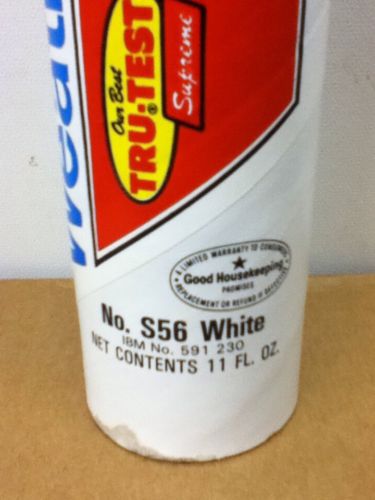 Our Best
TRU-TEST
Supreme
A LIMITED WARRANTY TO CONSUMERS
Good Housekeeping
PROMISES
REPLACEMENT OR REFUND IF DEFECTIVE
No. S56 White
IBM No. 591 230
NET CONTENTS 11 FL. OZ.